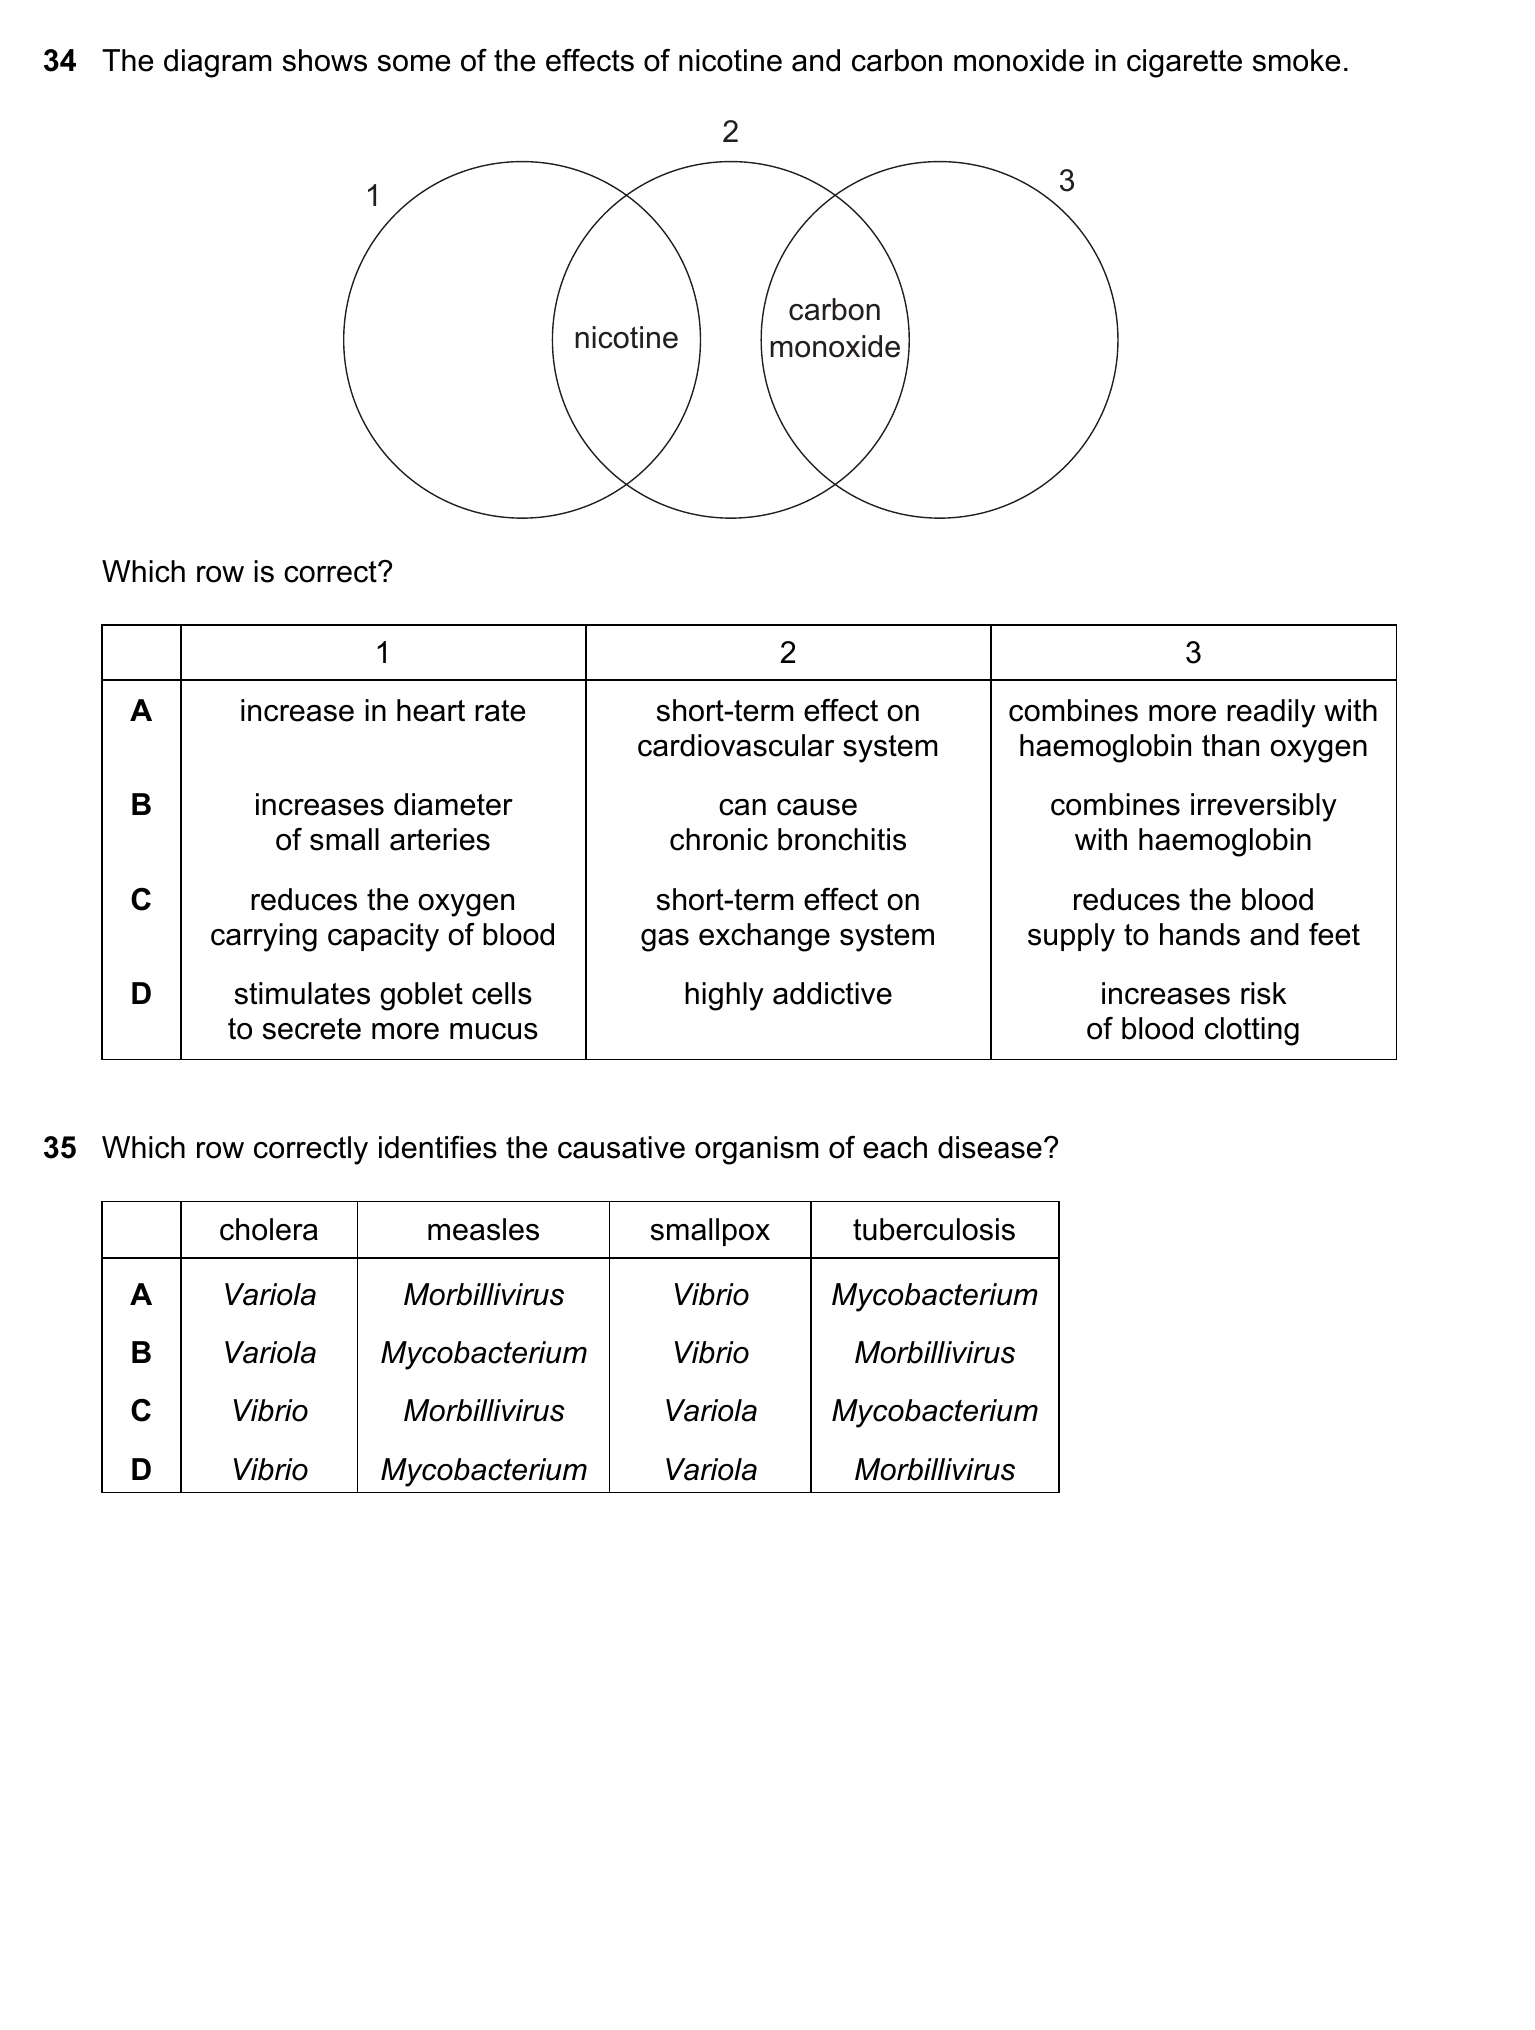 34 The diagram shows some of the effects of nicotine and carbon monoxide in cigarette smoke.
2
1
3
nicotine
carbon
monoxide
Which row is correct?
1 2 3
A increase in heart rate short-term effect on cardiovascular system combines more readily with haemoglobin than oxygen
B increases diameter of small arteries can cause chronic bronchitis combines irreversibly with haemoglobin
C reduces the oxygen carrying capacity of blood short-term effect on gas exchange system reduces the blood supply to hands and feet
D stimulates goblet cells to secrete more mucus highly addictive increases risk of blood clotting
35 Which row correctly identifies the causative organism of each disease?
cholera measles smallpox tuberculosis
A Variola Morbillivirus Vibrio Mycobacterium
B Variola Mycobacterium Vibrio Morbillivirus
C Vibrio Morbillivirus Variola Mycobacterium
D Vibrio Mycobacterium Variola Morbillivirus